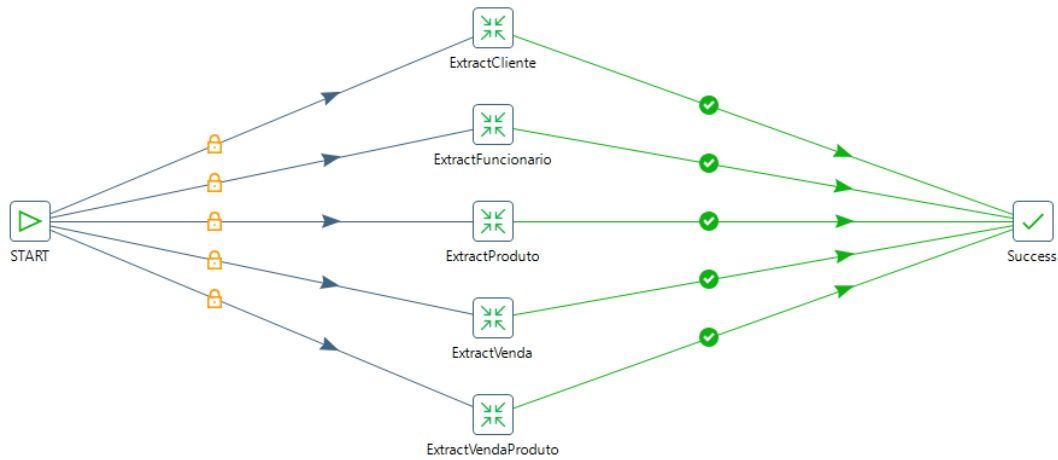 ExtractCliente
ExtractFuncionario
START
ExtractProduto
Success
ExtractVenda
ExtractVendaProduto